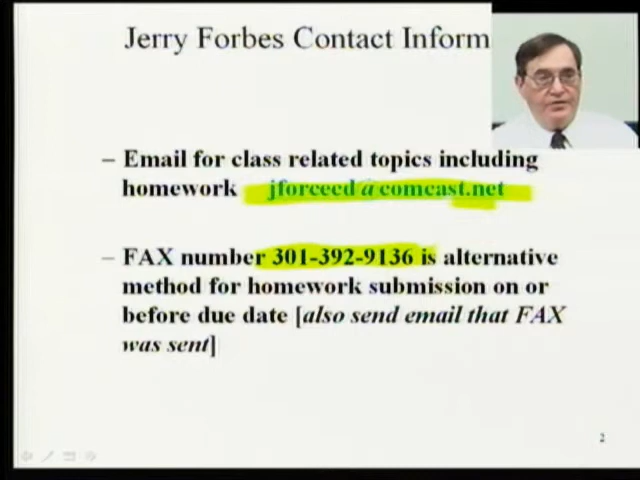 Jerry Forbes Contact Inform
– Email for class related topics including
homework jforceed@comcast.net
– FAX number 301-392-9136 is alternative
method for homework submission on or
before due date [also send email that FAX
was sent]
2